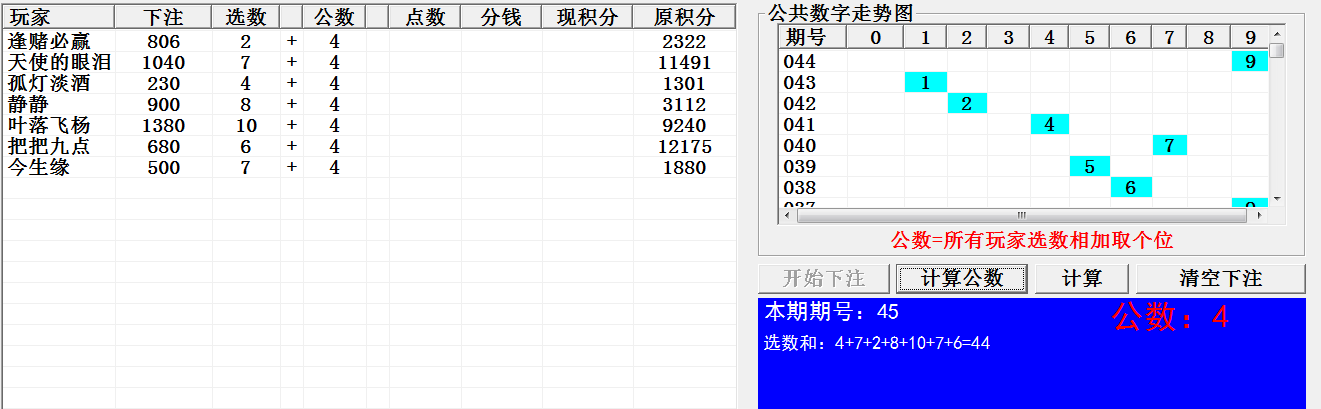 玩家 下注 选数 公数 点数 分钱 现积分 原积分
逢赌必赢 806 2 + 4 2322
天使的眼泪 1040 7 + 4 11491
孤灯淡酒 230 4 + 4 1301
静静 900 8 + 4 3112
叶落飞杨 1380 10 + 4 9240
把把九点 680 6 + 4 12175
今生缘 500 7 + 4 1880
公共数字走势图
期号 0 1 2 3 4 5 6 7 8 9
044 9
043 1
042 2
041 4
040 7
039 5
038 6
037 9
公数=所有玩家选数相加取个位
开始下注 计算公数 计算 清空下注
本期期号：45 公数：4
选数和：4+7+2+8+10+7+6=44